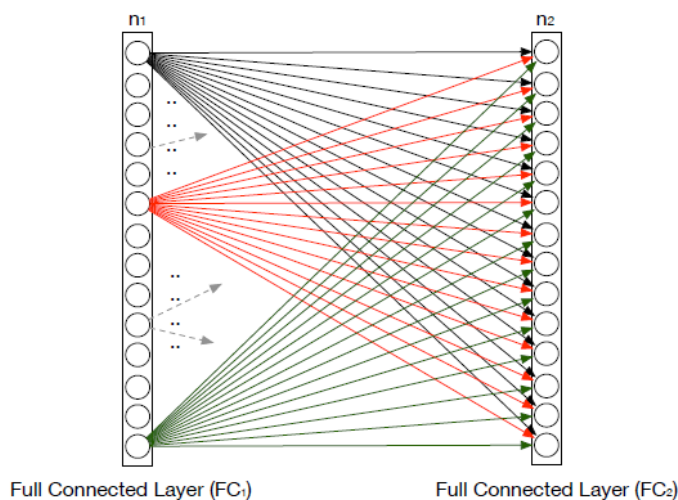 n₁ n₂
Full Connected Layer (FC₁) Full Connected Layer (FC₂)